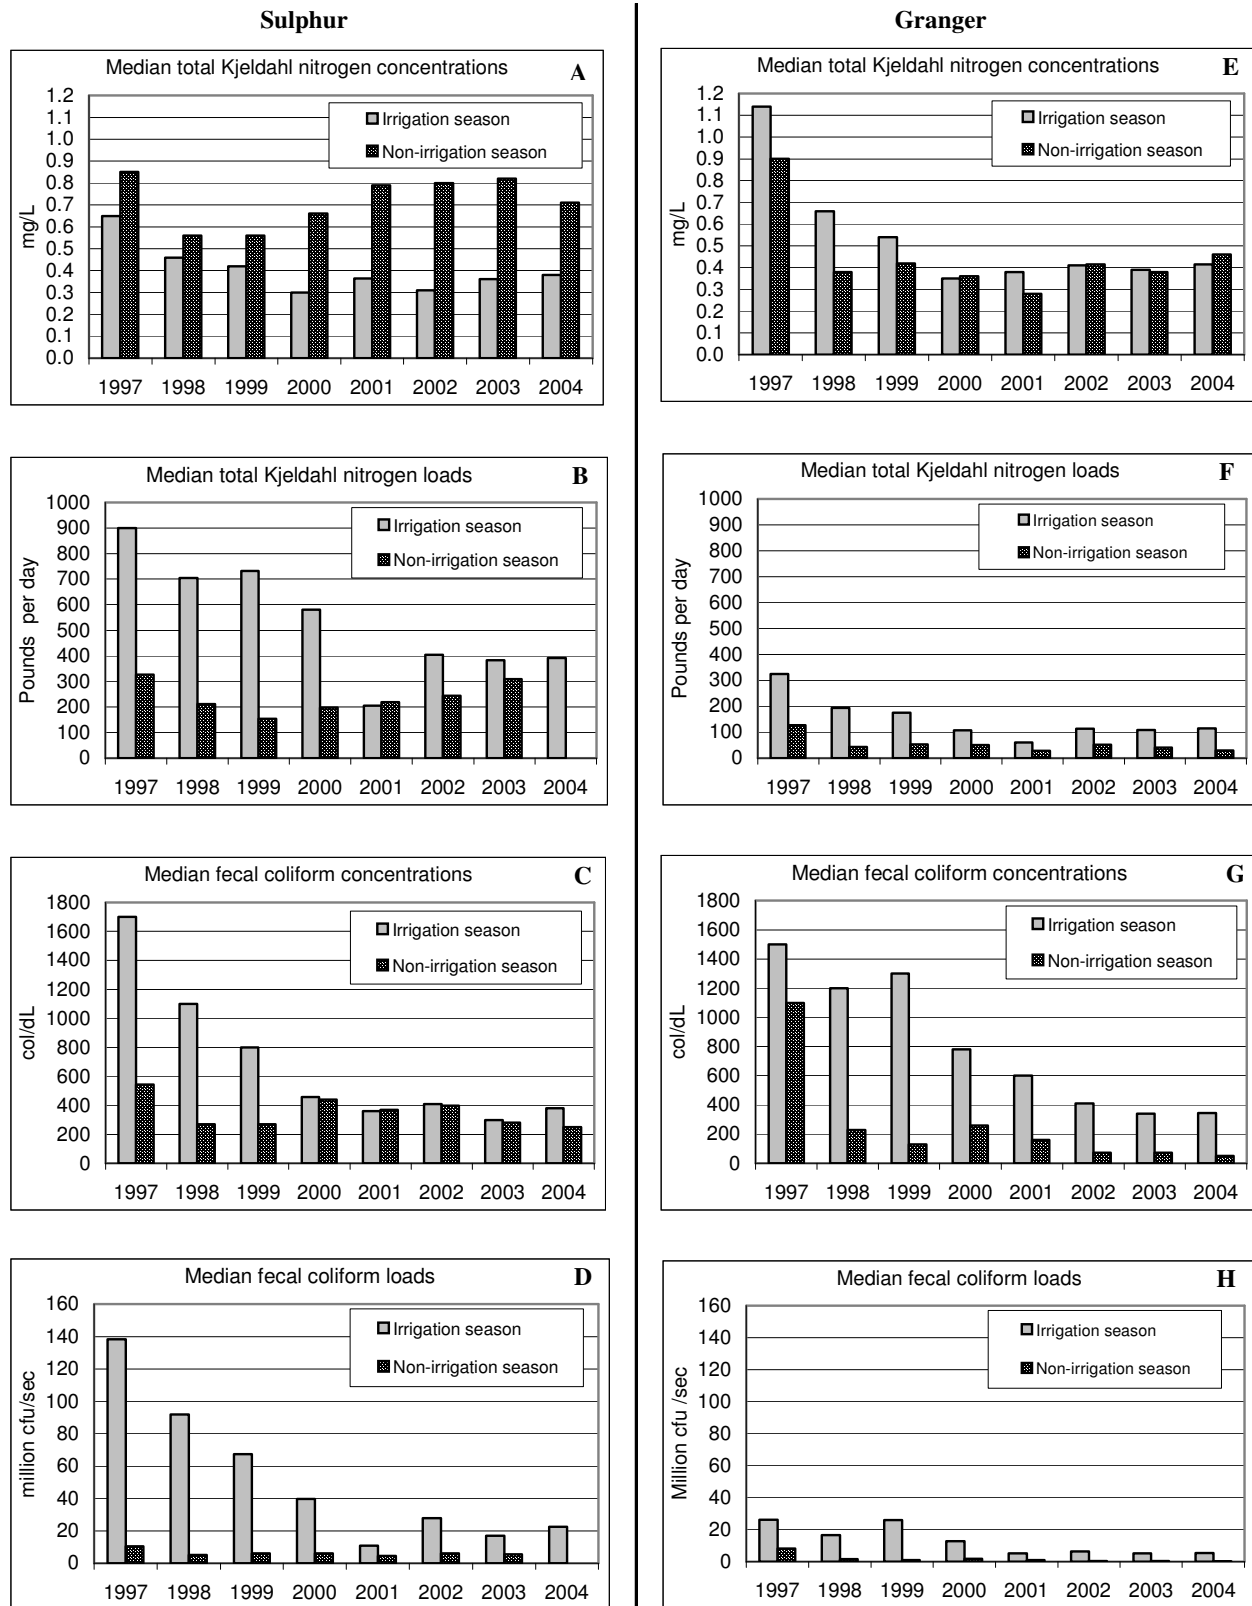 Sulphur
Median total Kjeldahl nitrogen concentrations A
1.2
1.1
1.0
0.9
0.8
0.7
0.6
0.5
0.4
0.3
0.2
0.1
0.0
mg/L
Irrigation season
Non-irrigation season
1997 1998 1999 2000 2001 2002 2003 2004
Median total Kjeldahl nitrogen loads B
1000
900
800
700
600
500
400
300
200
100
0
Pounds per day
Irrigation season
Non-irrigation season
1997 1998 1999 2000 2001 2002 2003 2004
Median fecal coliform concentrations C
1800
1600
1400
1200
1000
800
600
400
200
0
col/dL
Irrigation season
Non-irrigation season
1997 1998 1999 2000 2001 2002 2003 2004
Median fecal coliform loads D
160
140
120
100
80
60
40
20
0
million cfu/sec
Irrigation season
Non-irrigation season
1997 1998 1999 2000 2001 2002 2003 2004
Granger
Median total Kjeldahl nitrogen concentrations E
1.2
1.1
1.0
0.9
0.8
0.7
0.6
0.5
0.4
0.3
0.2
0.1
0.0
mg/L
Irrigation season
Non-irrigation season
1997 1998 1999 2000 2001 2002 2003 2004
Median total Kjeldahl nitrogen loads F
1000
900
800
700
600
500
400
300
200
100
0
Pounds per day
Irrigation season
Non-irrigation season
1997 1998 1999 2000 2001 2002 2003 2004
Median fecal coliform concentrations G
1800
1600
1400
1200
1000
800
600
400
200
0
col/dL
Irrigation season
Non-irrigation season
1997 1998 1999 2000 2001 2002 2003 2004
Median fecal coliform loads H
160
140
120
100
80
60
40
20
0
Million cfu /sec
Irrigation season
Non-irrigation season
1997 1998 1999 2000 2001 2002 2003 2004